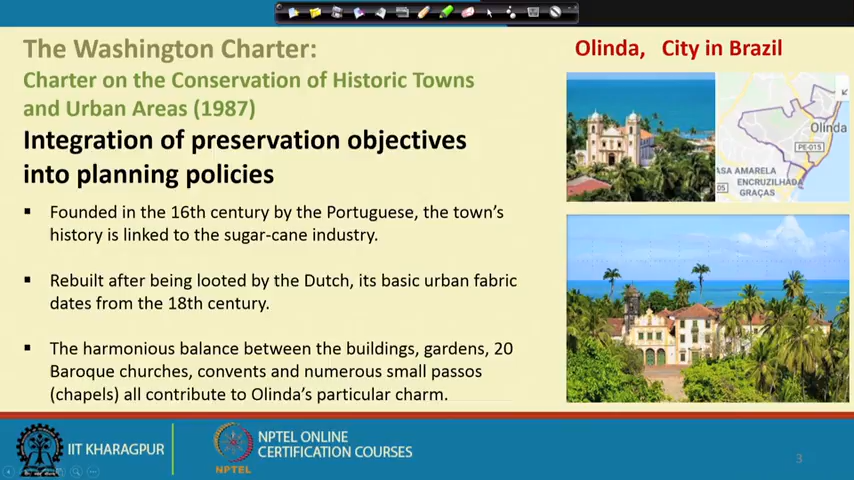 The Washington Charter:
Charter on the Conservation of Historic Towns
and Urban Areas (1987)
Integration of preservation objectives
into planning policies
▪ Founded in the 16th century by the Portuguese, the town's
history is linked to the sugar-cane industry.
▪ Rebuilt after being looted by the Dutch, its basic urban fabric
dates from the 18th century.
▪ The harmonious balance between the buildings, gardens, 20
Baroque churches, convents and numerous small passos
(chapels) all contribute to Olinda's particular charm.
Olinda, City in Brazil
Olinda
PE-015
ASA AMARELA
ENCRUZILHADA
05
GRAÇAS
IIT KHARAGPUR
NPTEL
NPTEL ONLINE
CERTIFICATION COURSES
3